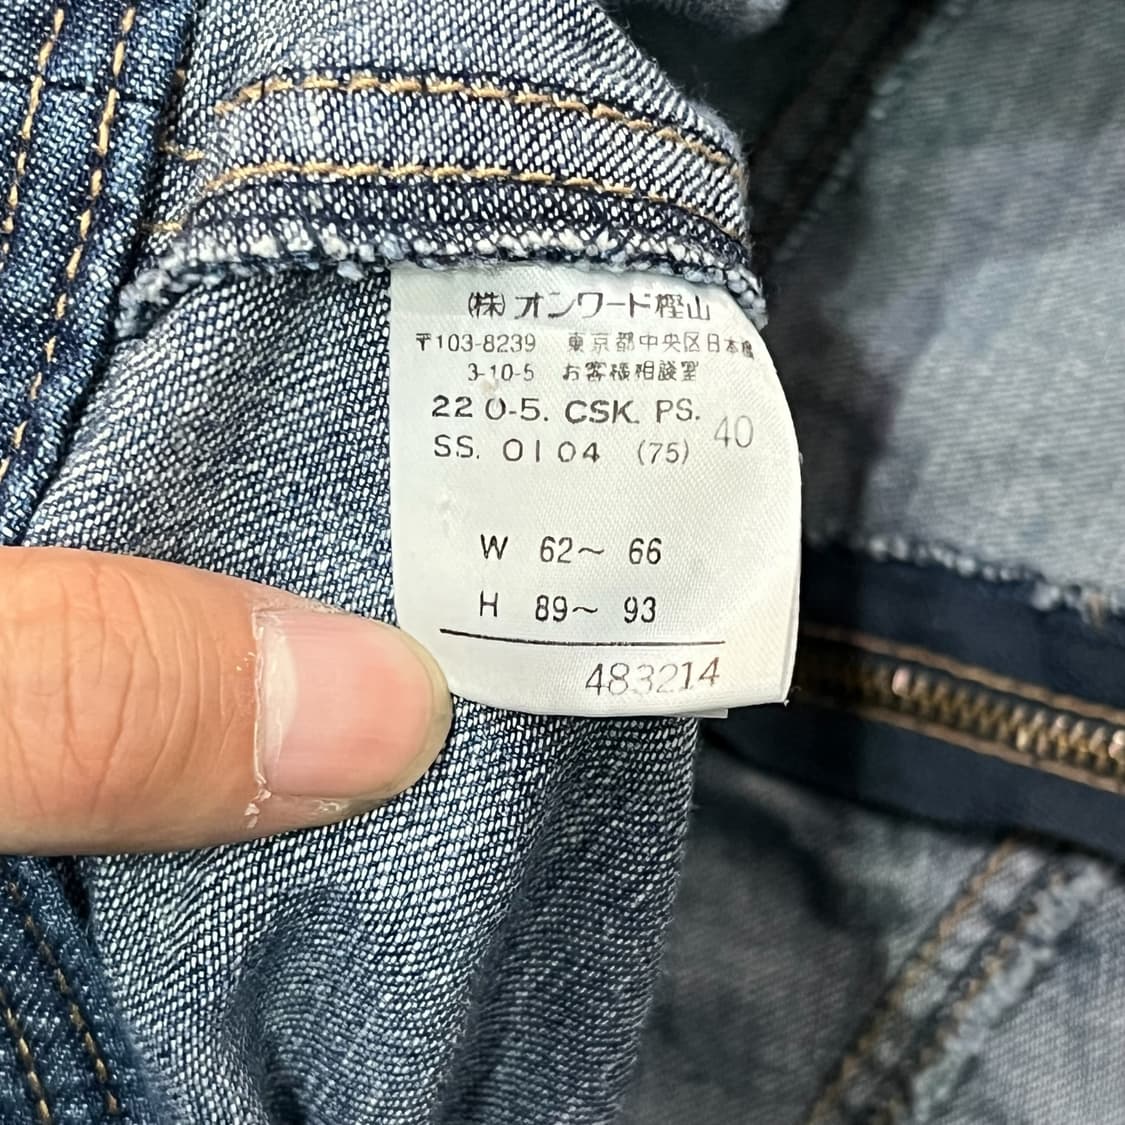 (株)オンワード樫山
〒103-8239 東京都中央区日本橋
3-10-5 お客様相談室
22 0-5. CSK. PS. 40
SS. 0104 (75)
W 62~ 66
H 89~ 93
483214